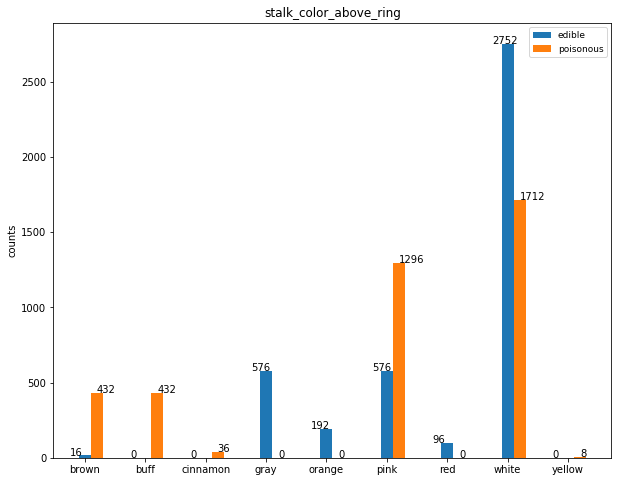 stalk_color_above_ring
edible
poisonous
counts
2500
2000
1500
1000
500
0
16
432
0
432
0
36
576
0
192
0
576
1296
96
0
2752
1712
0
8
brown
buff
cinnamon
gray
orange
pink
red
white
yellow